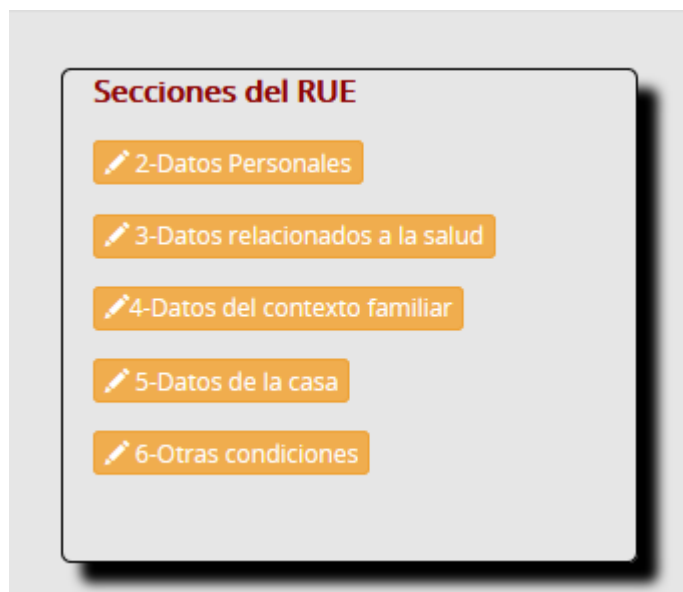 Secciones del RUE
2-Datos Personales
3-Datos relacionados a la salud
4-Datos del contexto familiar
5-Datos de la casa
6-Otras condiciones